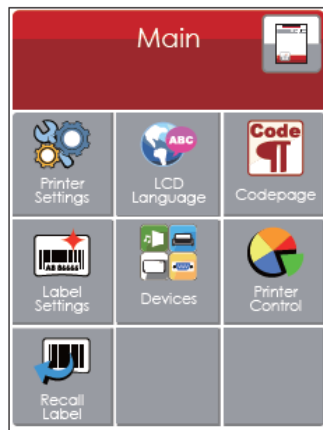 Main
ABC
Code
Printer
Settings
LCD
Language
Codepage
Label
Settings
Devices
Printer
Control
Recall
Label